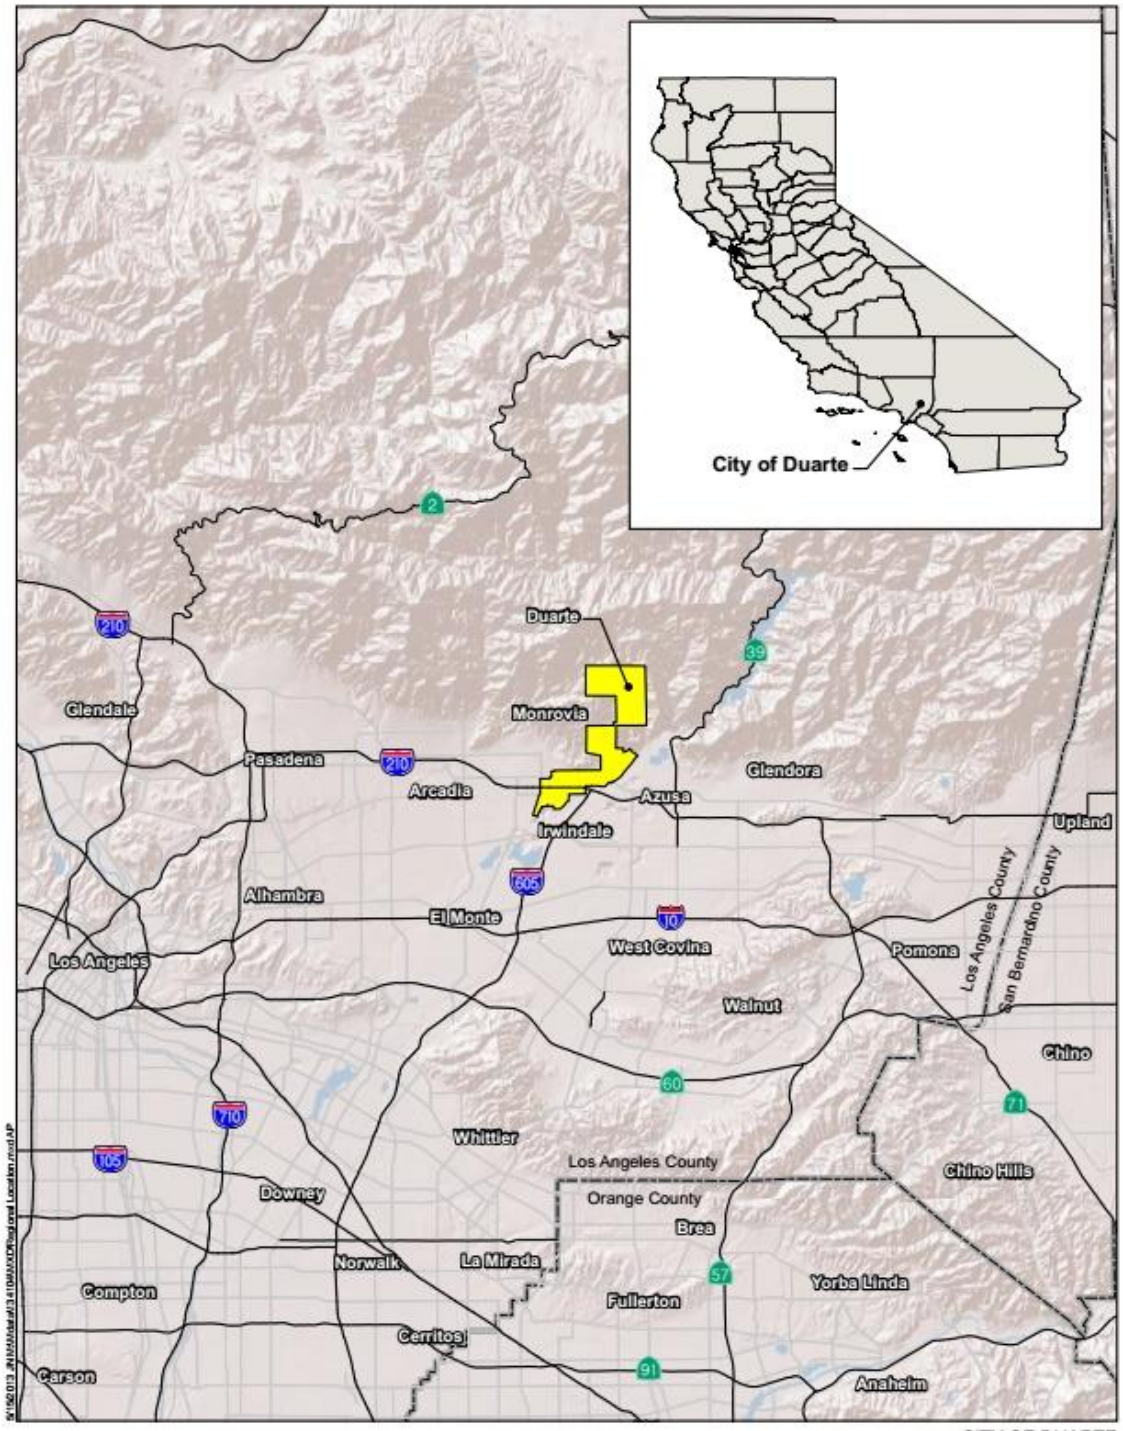 City of Duarte
2
Duarte
210
39
Glendale
Monrovia
Pasadena
210
Glendora
Arcadia
Azusa
Upland
Irwindale
605
Alhambra
El Monte
10
West Covina
Pomona
Los Angeles
Los Angeles County
San Bernardino County
Walnut
Chino
60
71
710
Whittier
105
Los Angeles County
Chino Hills
Downey
Orange County
Brea
Norwalk
La Mirada
57
Yorba Linda
Compton
Fullerton
Cerritos
91
Carson
Anaheim